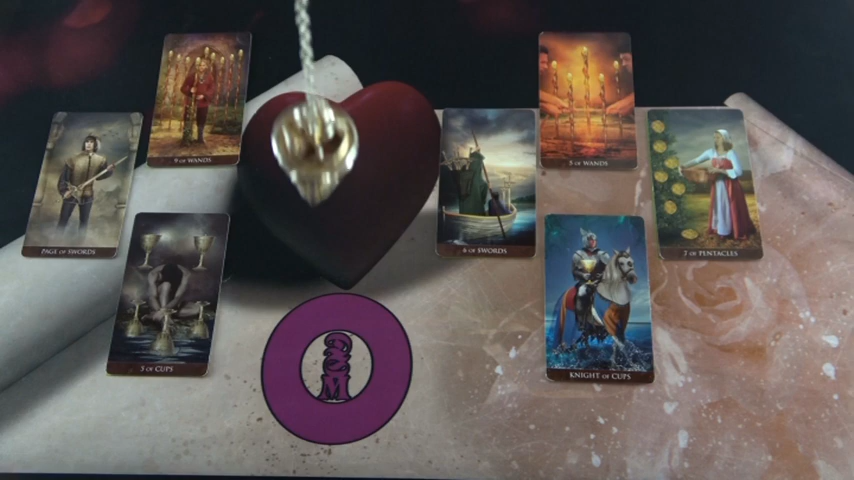 9 OF WANDS
5 OF WANDS
PAGE OF SWORDS
6 OF SWORDS
7 OF PENTACLES
5 OF CUPS
KNIGHT OF CUPS